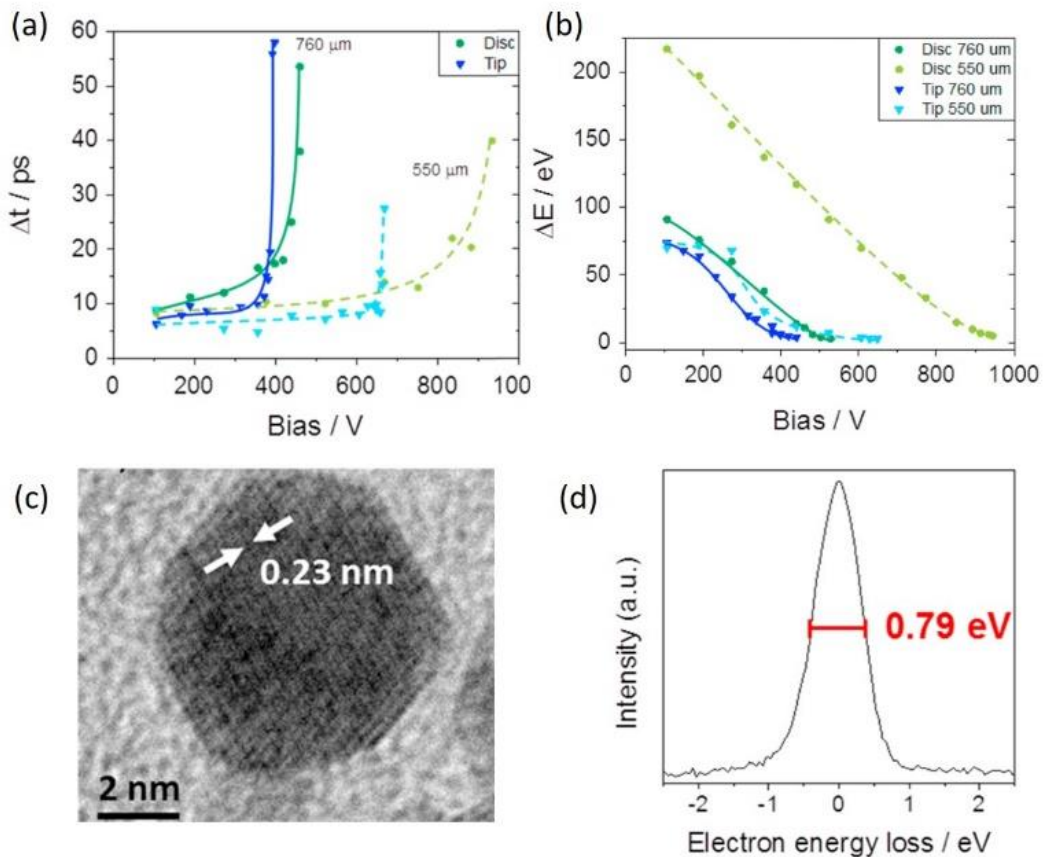 (a)
60
50
40
30
20
10
0
0
200
400
600
800
1000
Δt / ps
Bias / V
760 μm
550 μm
Disc
Tip
(b)
200
150
100
50
0
0
200
400
600
800
1000
ΔE / eV
Bias / V
Disc 760 um
Disc 550 um
Tip 760 um
Tip 550 um
(c)
0.23 nm
2 nm
(d)
Intensity (a.u.)
0.79 eV
-2
-1
0
1
2
Electron energy loss / eV